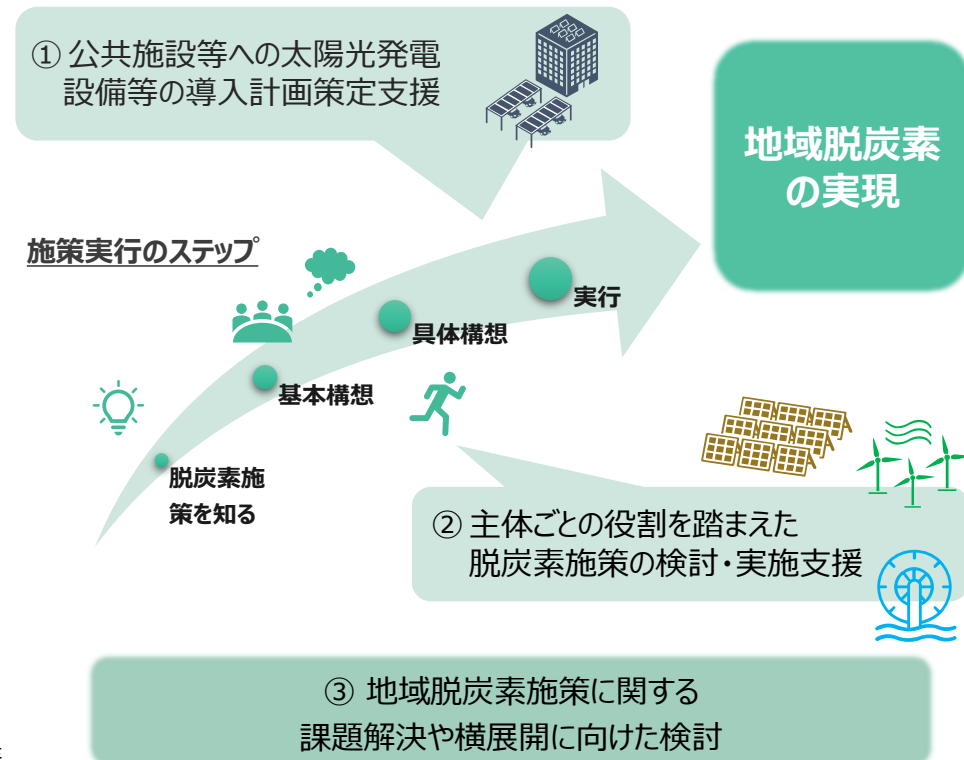 ① 公共施設等への太陽光発電
設備等の導入計画策定支援
地域脱炭素
の実現
施策実行のステップ
実行
具体構想
基本構想
脱炭素施
策を知る
② 主体ごとの役割を踏まえた
脱炭素施策の検討・実施支援
③ 地域脱炭素施策に関する
課題解決や横展開に向けた検討